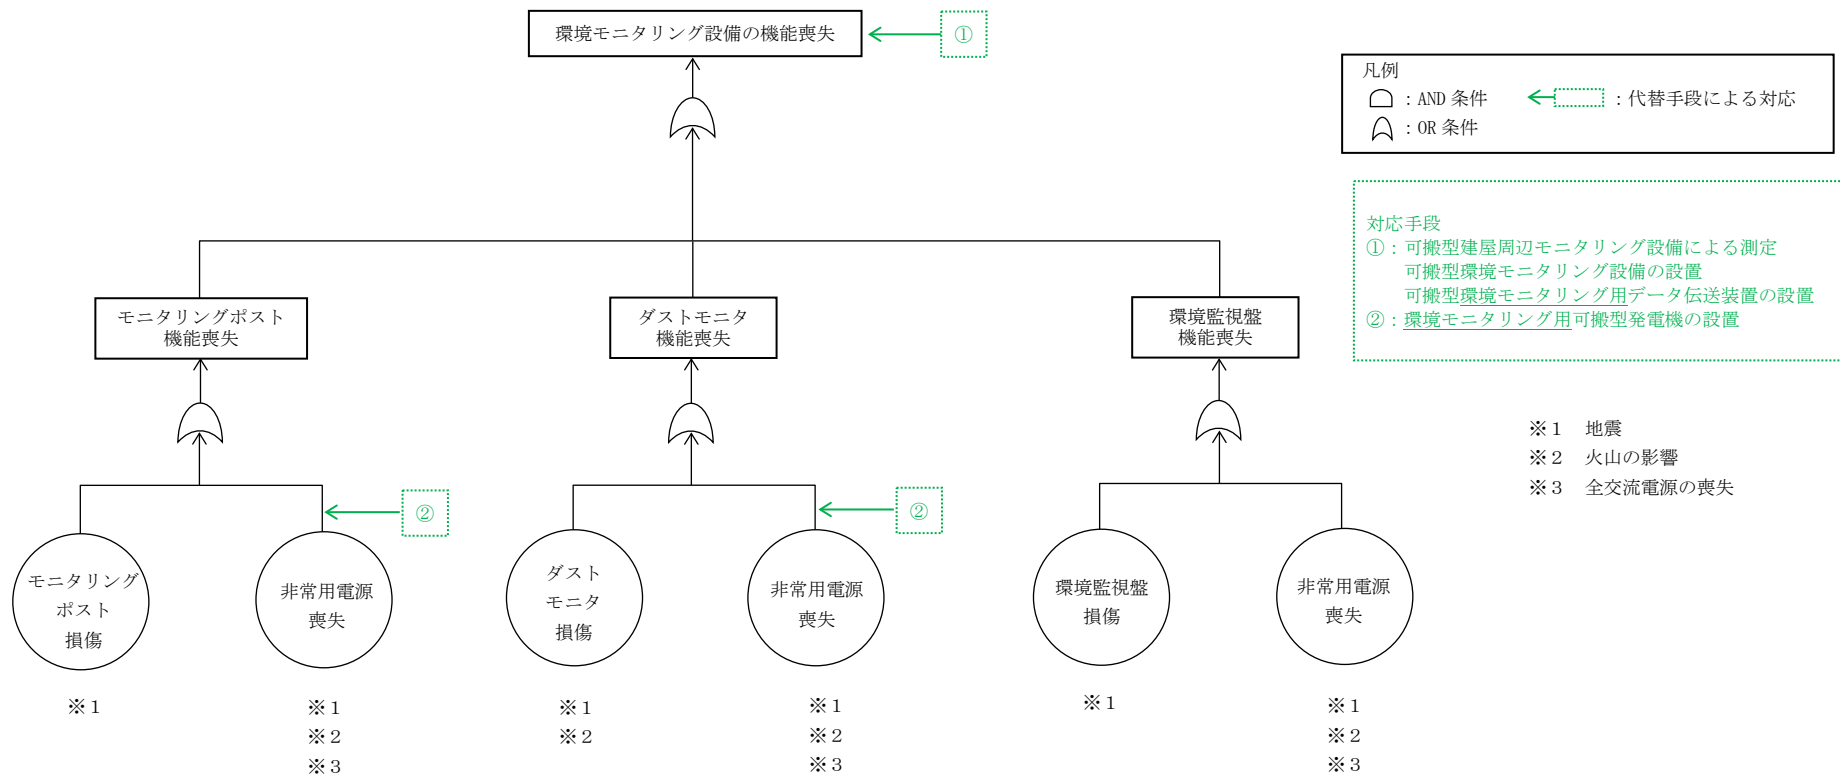 環境モニタリング設備の機能喪失
①
凡例
：AND 条件
：代替手段による対応
：OR 条件
対応手段
①：可搬型建屋周辺モニタリング設備による測定
可搬型環境モニタリング設備の設置
可搬型環境モニタリング用データ伝送装置の設置
②：環境モニタリング用可搬型発電機の設置
モニタリングポスト
機能喪失
ダストモニタ
機能喪失
環境監視盤
機能喪失
※１　地震
※２　火山の影響
※３　全交流電源の喪失
②
②
モニタリング
ポスト
損傷
非常用電源
喪失
ダスト
モニタ
損傷
非常用電源
喪失
環境監視盤
損傷
非常用電源
喪失
※１
※１
※２
※３
※１
※２
※１
※２
※３
※１
※１
※２
※３